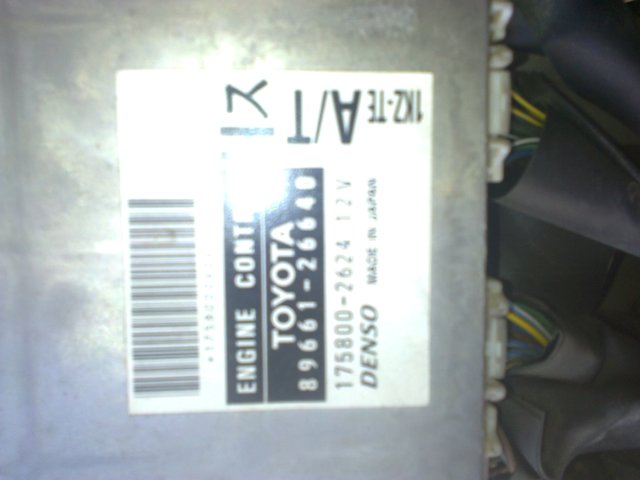 A/T 1KZ-TE
ENGINE CONT
TOYOTA
89661-26640
175800-2624 12V
DENSO MADE IN JAPAN